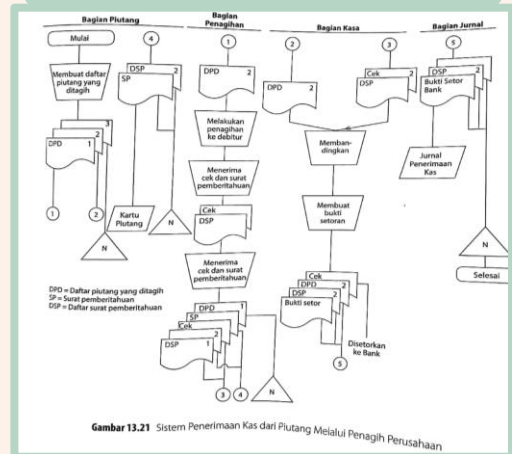 Bagian Piutang
Bagian
Penagihan
Bagian Kasa
Bagian Jurnal
Mulai
Membuat daftar
piutang yang
ditagih
3
2
DPD 1
1
2
N
4
DSP 2
SP
Kartu
Piutang
N
DPD = Daftar piutang yang ditagih
SP = Surat pemberitahuan
DSP = Daftar surat pemberitahuan
1
DPD 2
Melakukan
penagihan
ke debitur
Menerima
cek dan surat
pemberitahuan
Cek
DSP
Menerima
cek dan surat
pemberitahuan
DPD 1
SP
Cek
2
DSP 1
3
4
N
2
DPD 2
3
Cek
DSP 2
Memban-
dingkan
Membuat
bukti
setoran
Cek
DPD 2
DSP 2
Bukti setor
Disetorkan
ke Bank
5
5
DSP 2
Bukti Setor
Bank
Jurnal
Penerimaan
Kas
N
Selesai
Gambar 13.21 Sistem Penerimaan Kas dari Piutang Melalui Penagih Perusahaan